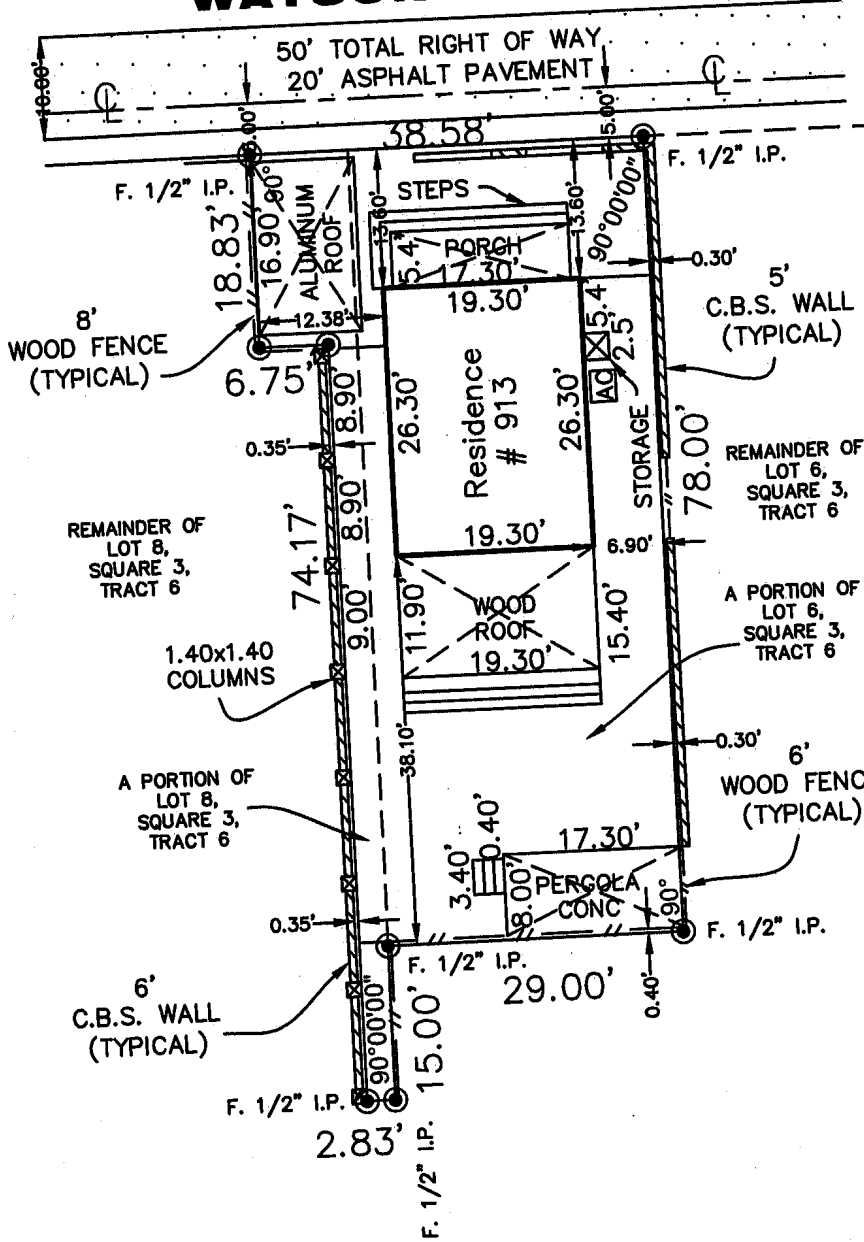 50' TOTAL RIGHT OF WAY
20' ASPHALT PAVEMENT
10.00'
℄
℄
5.00'
38.58'
F. 1/2" I.P.
F. 1/2" I.P.
STEPS
18.83'
16.90'
90°
ALUMINUM
ROOF
13.60'
13.60'
90°00'00"
0.30'
5.4'
PORCH
17.30'
19.30'
12.38'
8'
WOOD FENCE
(TYPICAL)
5'
C.B.S. WALL
(TYPICAL)
6.75'
8.90'
0.35'
26.30'
Residence
# 913
26.30'
5.4
2.5'
AC
STORAGE
78.00'
REMAINDER OF
LOT 6,
SQUARE 3,
TRACT 6
REMAINDER OF
LOT 8,
SQUARE 3,
TRACT 6
74.17'
8.90'
9.00'
19.30'
6.90'
11.90'
WOOD
ROOF
19.30'
15.40'
A PORTION OF
LOT 6,
SQUARE 3,
TRACT 6
1.40x1.40
COLUMNS
38.10'
0.30'
A PORTION OF
LOT 8,
SQUARE 3,
TRACT 6
6'
WOOD FENC
(TYPICAL)
17.30'
3.40'
0.40'
8.00'
PERGOLA
CONC
90°
0.35'
F. 1/2" I.P.
F. 1/2" I.P.
29.00'
0.40'
6'
C.B.S. WALL
(TYPICAL)
90°00'00"
15.00'
F. 1/2" I.P.
2.83'
F. 1/2" I.P.